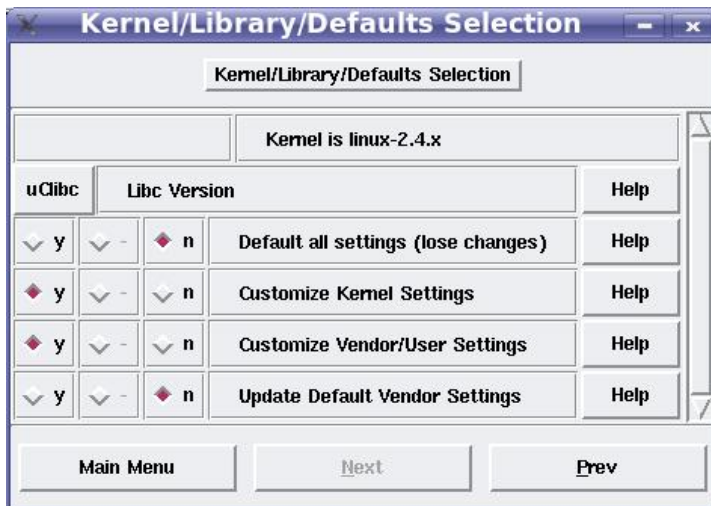 Kernel/Library/Defaults Selection
Kernel/Library/Defaults Selection
Kernel is linux-2.4.x
uClibc Libc Version Help
y - n Default all settings (lose changes) Help
y - n Customize Kernel Settings Help
y - n Customize Vendor/User Settings Help
y - n Update Default Vendor Settings Help
Main Menu Next Prev